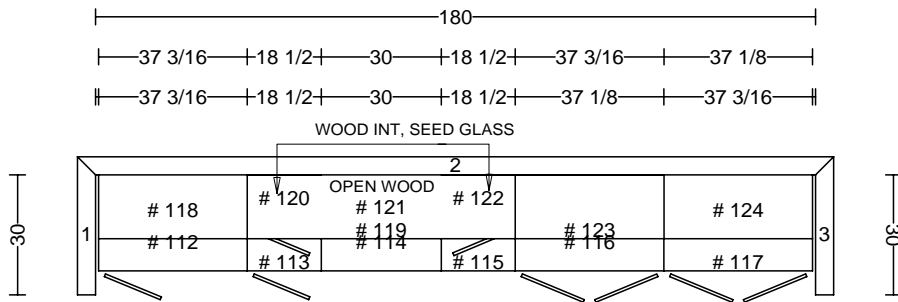 180
37 3/16 18 1/2 30 18 1/2 37 3/16 37 1/8
37 3/16 18 1/2 30 18 1/2 37 1/8 37 3/16
WOOD INT, SEED GLASS
2
OPEN WOOD
# 120 # 122
# 118 # 121 # 124
30 1 # 119 # 123 3 30
# 112 # 114 # 116
# 113 # 115 # 117